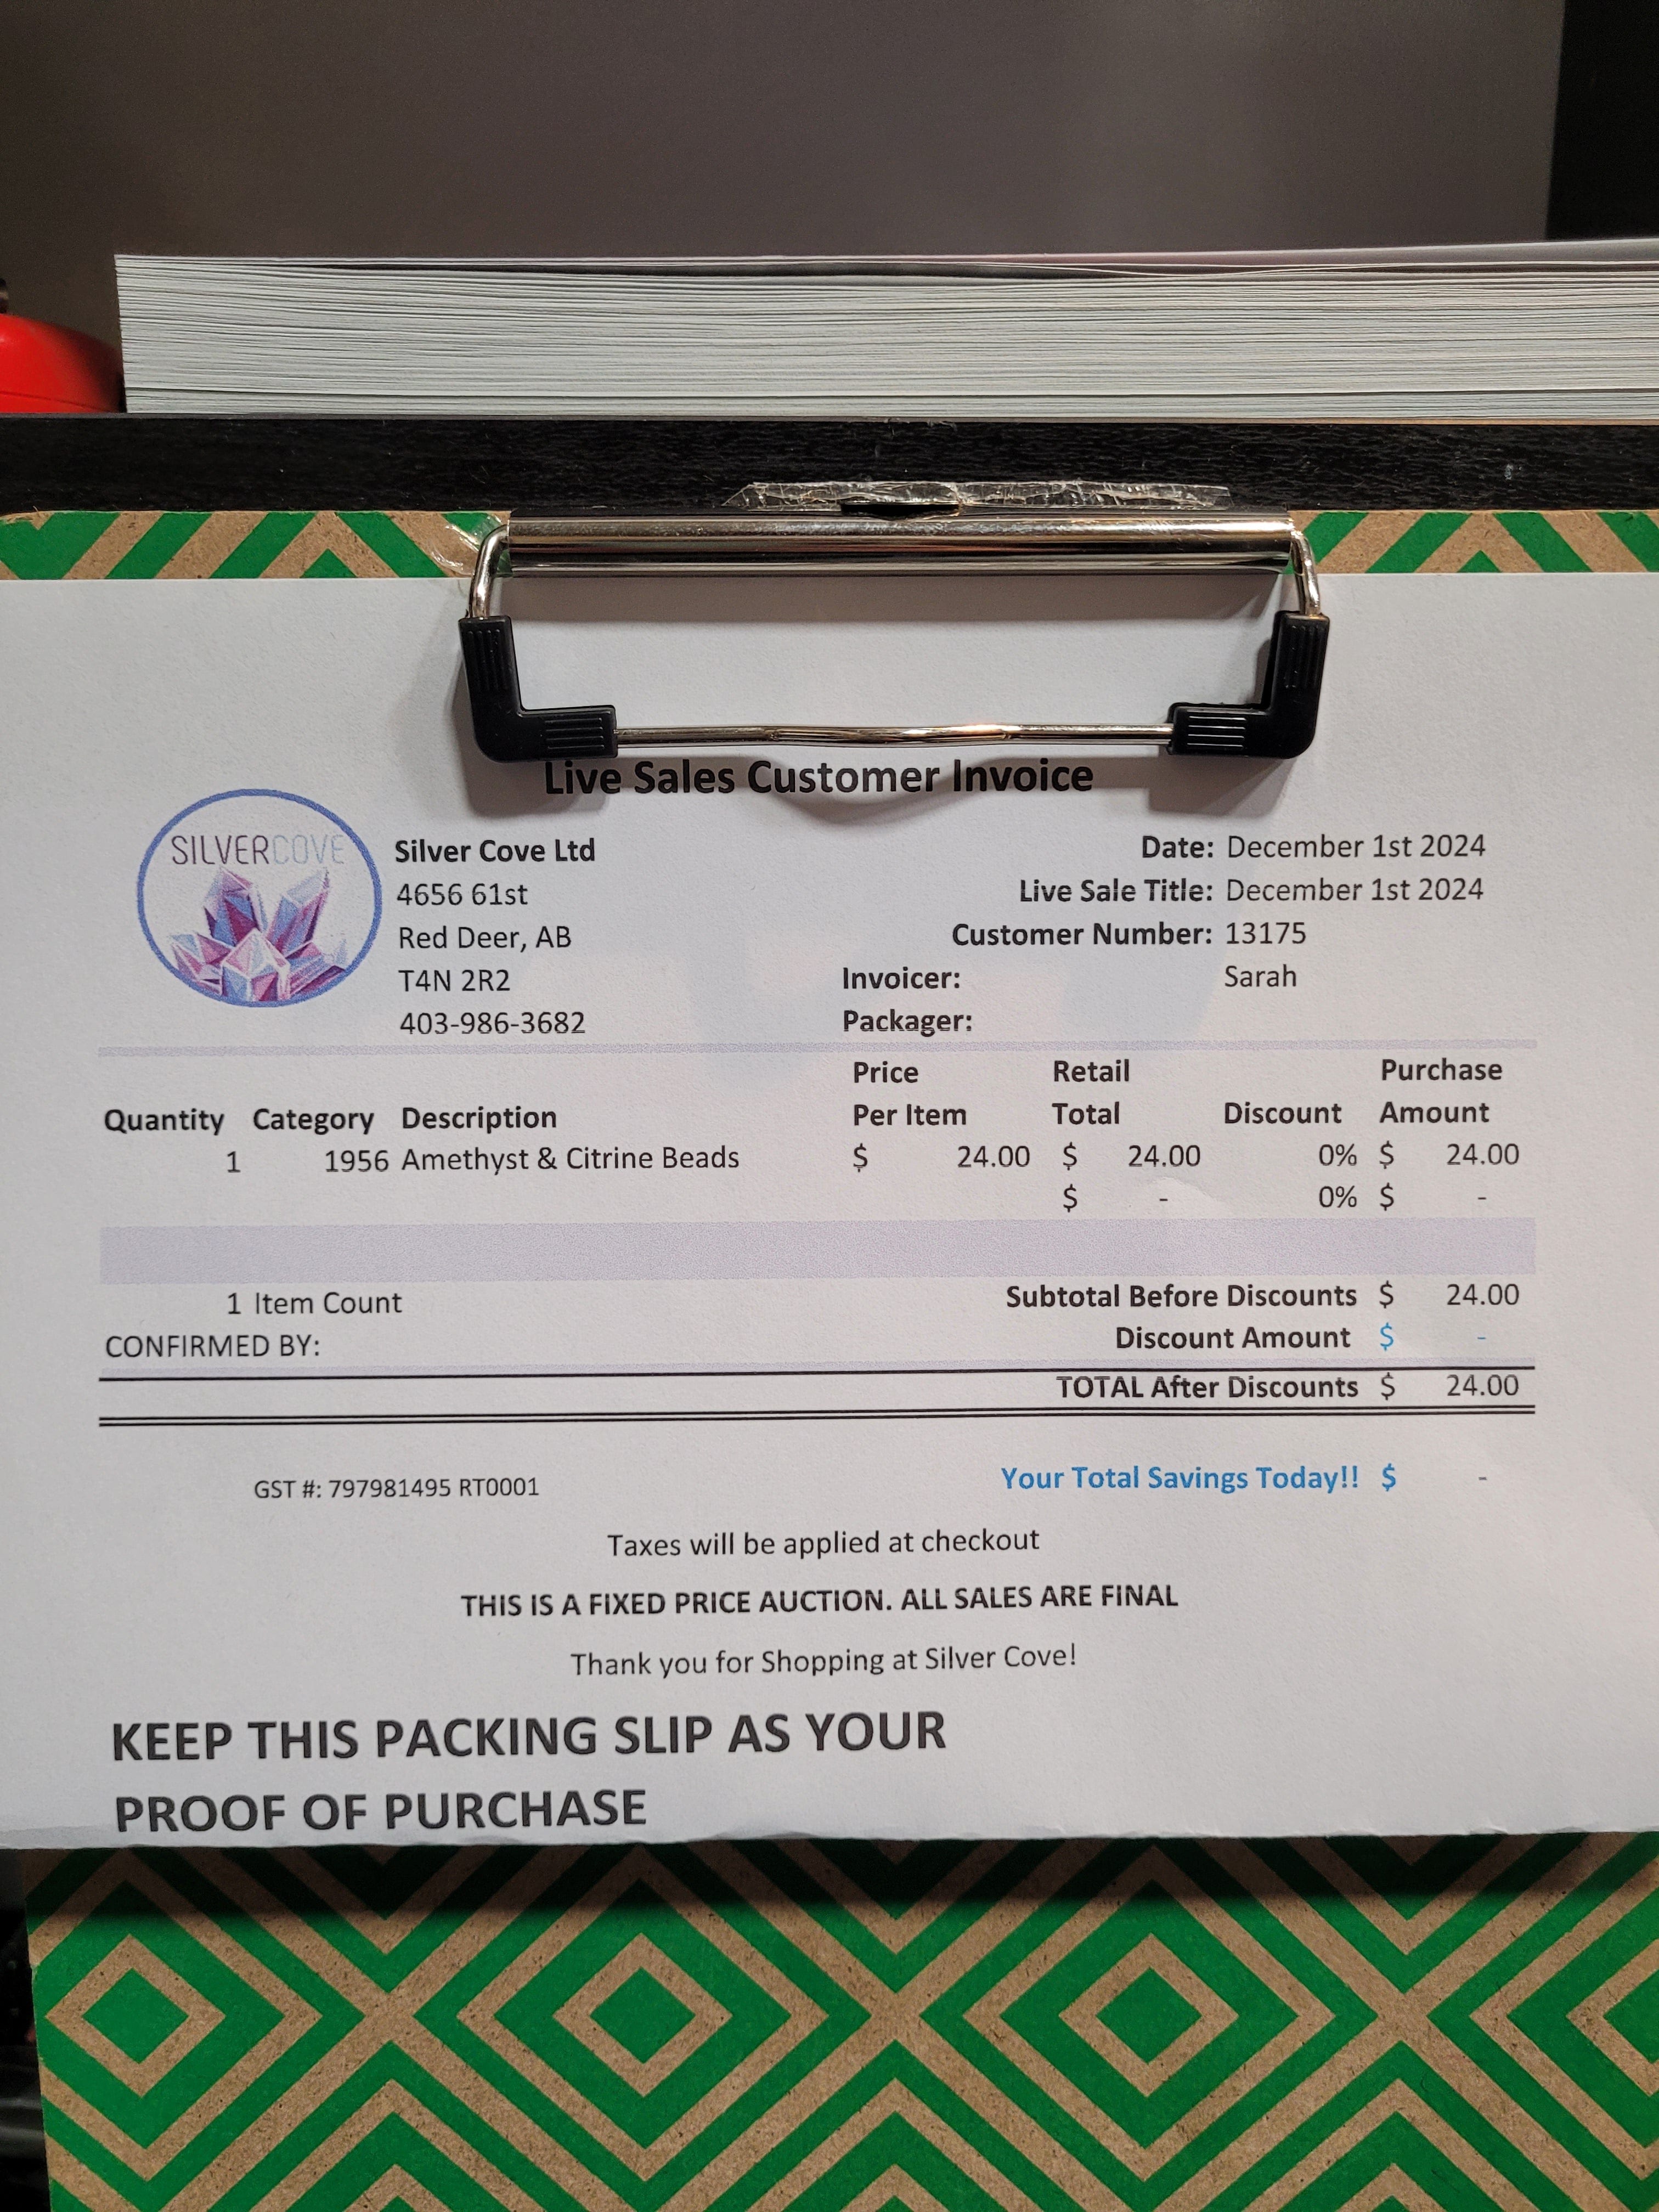 Live Sales Customer Invoice
SILVERCOVE
Silver Cove Ltd
4656 61st
Red Deer, AB
T4N 2R2
403-986-3682
Date: December 1st 2024
Live Sale Title: December 1st 2024
Customer Number: 13175
Invoicer: Sarah
Packager:
Price Retail Purchase
Quantity Category Description Per Item Total Discount Amount
1 1956 Amethyst & Citrine Beads $ 24.00 $ 24.00 0% $ 24.00
$ - 0% $ -
1 Item Count Subtotal Before Discounts $ 24.00
CONFIRMED BY: Discount Amount $ -
TOTAL After Discounts $ 24.00
GST #: 797981495 RT0001 Your Total Savings Today!! $ -
Taxes will be applied at checkout
THIS IS A FIXED PRICE AUCTION. ALL SALES ARE FINAL
Thank you for Shopping at Silver Cove!
KEEP THIS PACKING SLIP AS YOUR
PROOF OF PURCHASE